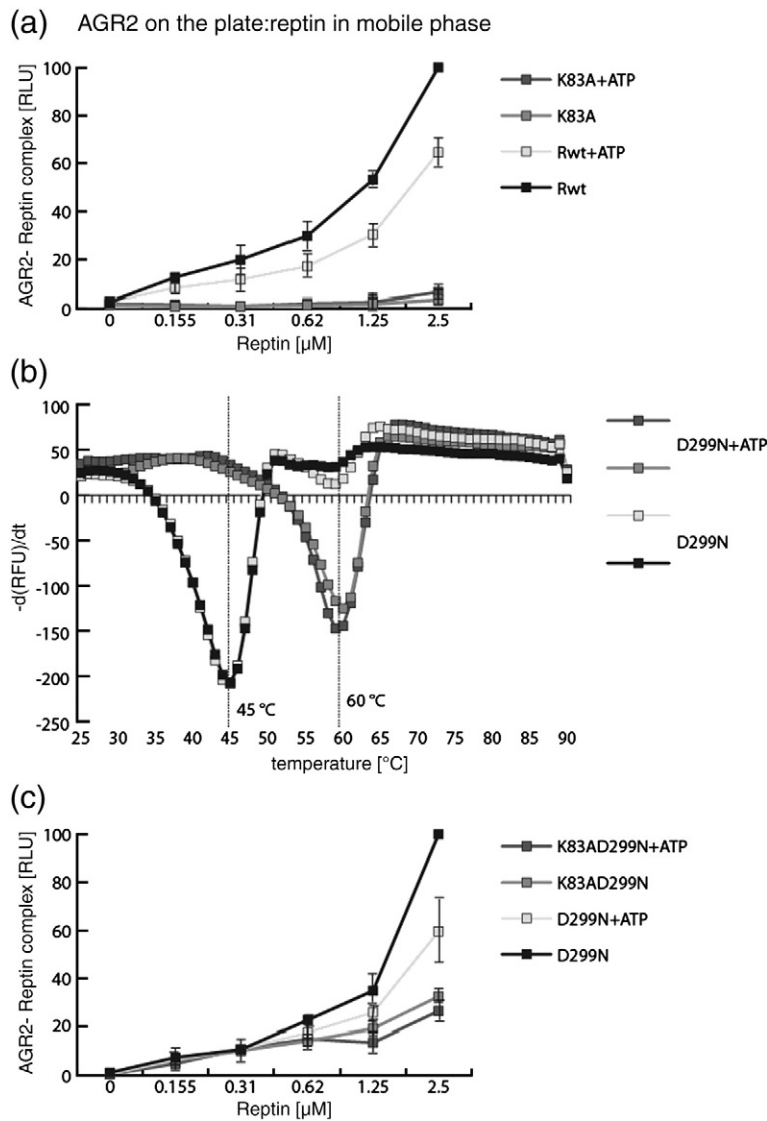 (a) AGR2 on the plate:reptin in mobile phase
AGR2- Reptin complex [RLU]
100
80
60
40
20
0
0 0.155 0.31 0.62 1.25 2.5
Reptin [µM]
K83A+ATP
K83A
Rwt+ATP
Rwt
(b)
-d(RFU)/dt
100
50
0
-50
-100
-150
-200
-250
45 °C
60 °C
25 30 35 40 45 50 55 60 65 70 75 80 85 90
temperature [°C]
D299N+ATP
D299N
(c)
AGR2- Reptin complex [RLU]
100
80
60
40
20
0
0 0.155 0.31 0.62 1.25 2.5
Reptin [µM]
K83AD299N+ATP
K83AD299N
D299N+ATP
D299N